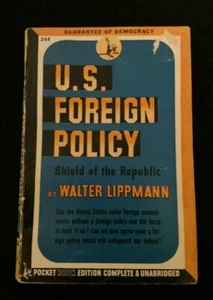 GUARANTEE OF DEMOCRACY
244
U.S.
FOREIGN
POLICY
Shield of the Republic
BY WALTER LIPPMANN
Can the United States make foreign commit-
ments without a foreign policy and the force
to back it up? Can we now agree upon a for-
eign policy which will safeguard our future?
POCKET BOOK EDITION COMPLETE & UNABRIDGED